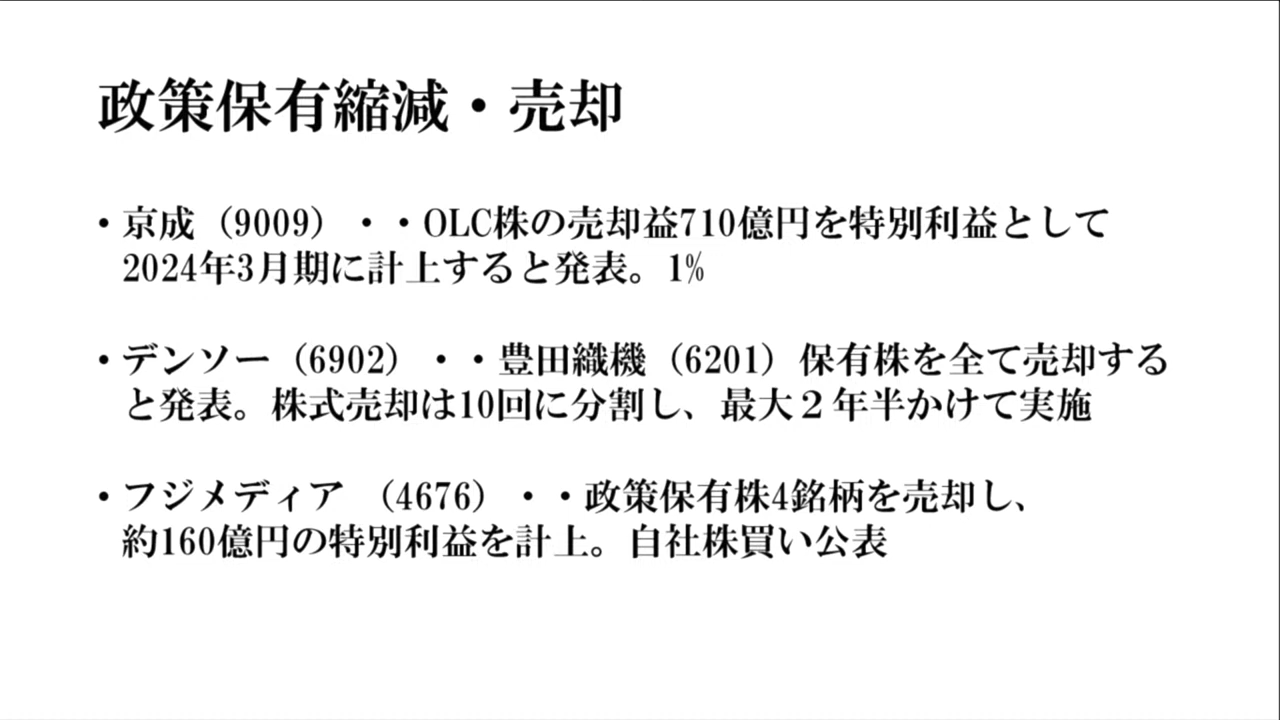 政策保有縮減・売却
・京成（9009）・・OLC株の売却益710億円を特別利益として
2024年3月期に計上すると発表。1%
・デンソー（6902）・・豊田織機（6201）保有株を全て売却する
と発表。株式売却は10回に分割し、最大２年半かけて実施
・フジメディア （4676）・・政策保有株4銘柄を売却し、
約160億円の特別利益を計上。自社株買い公表